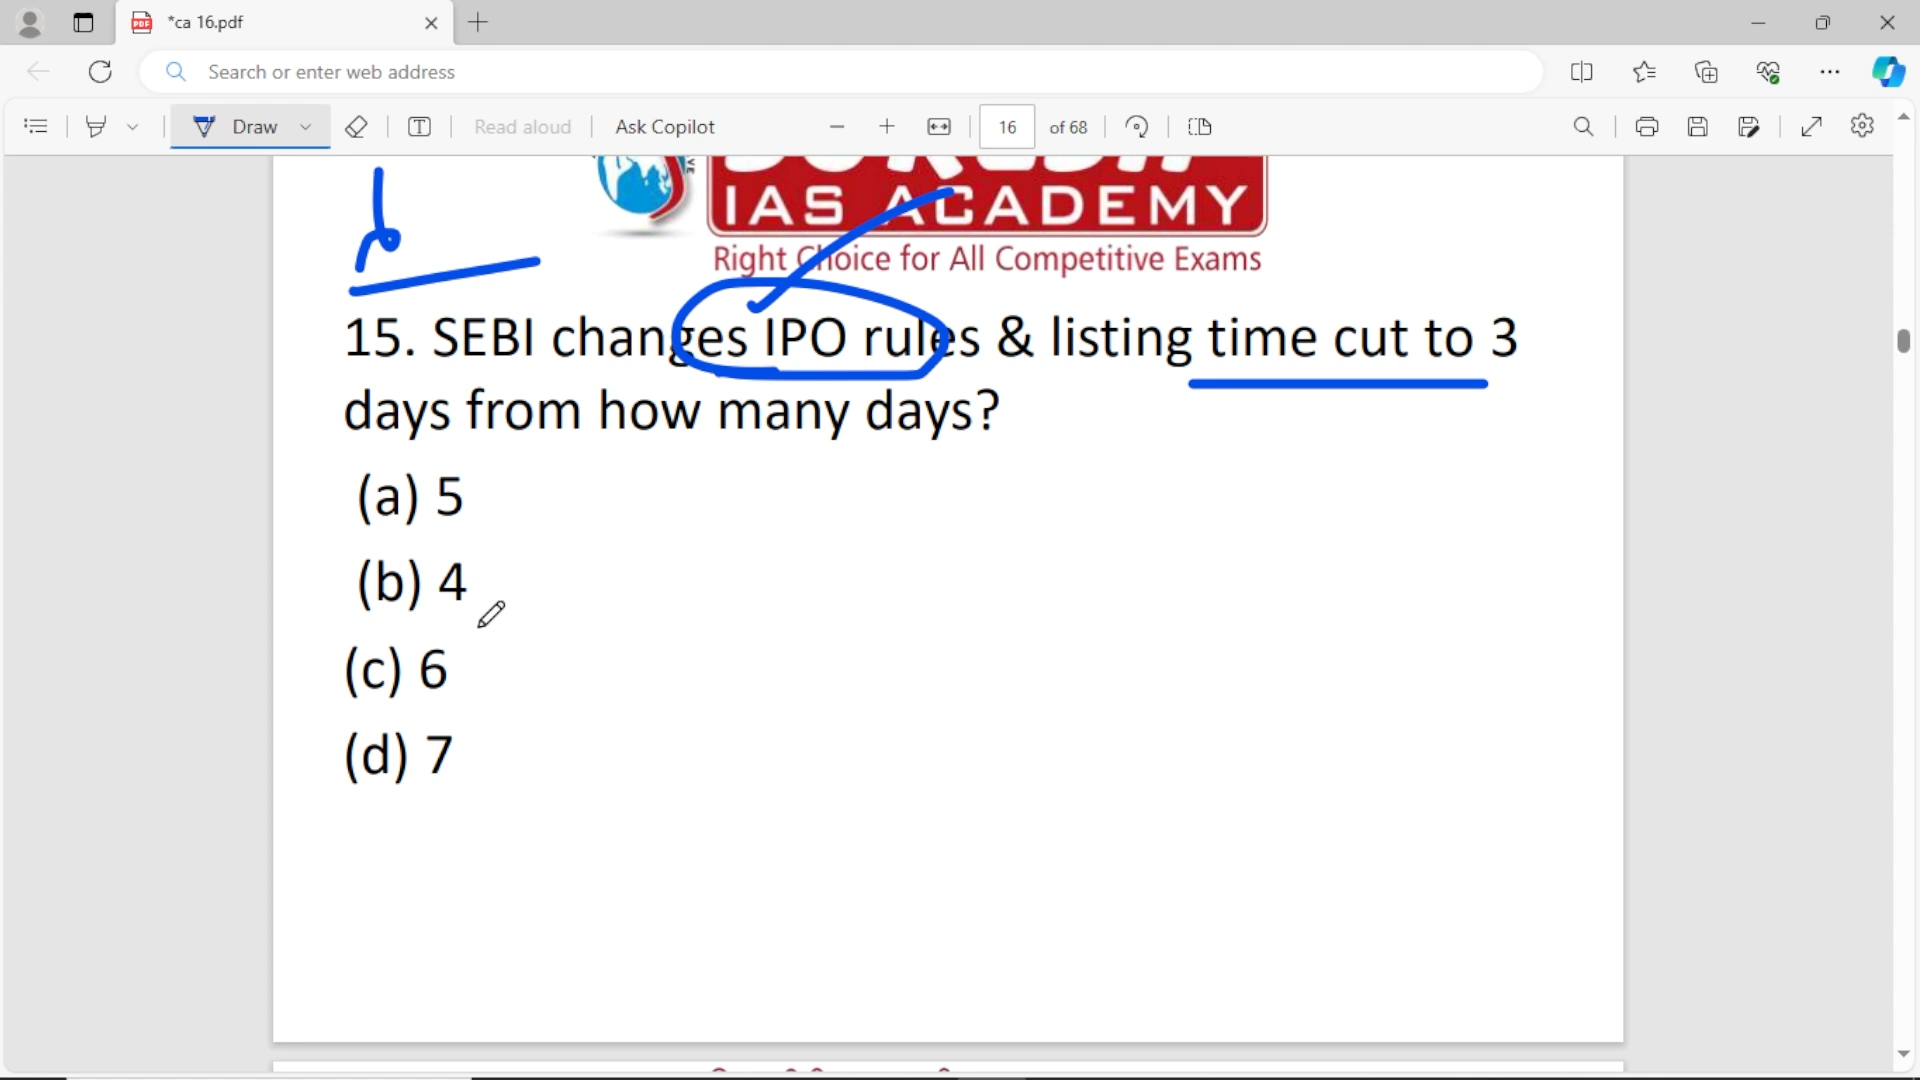 *ca 16.pdf
Search or enter web address
Draw
Read aloud
Ask Copilot
16
of 68
IAS ACADEMY
Right Choice for All Competitive Exams
15. SEBI changes IPO rules & listing time cut to 3
days from how many days?
(a) 5
(b) 4
(c) 6
(d) 7